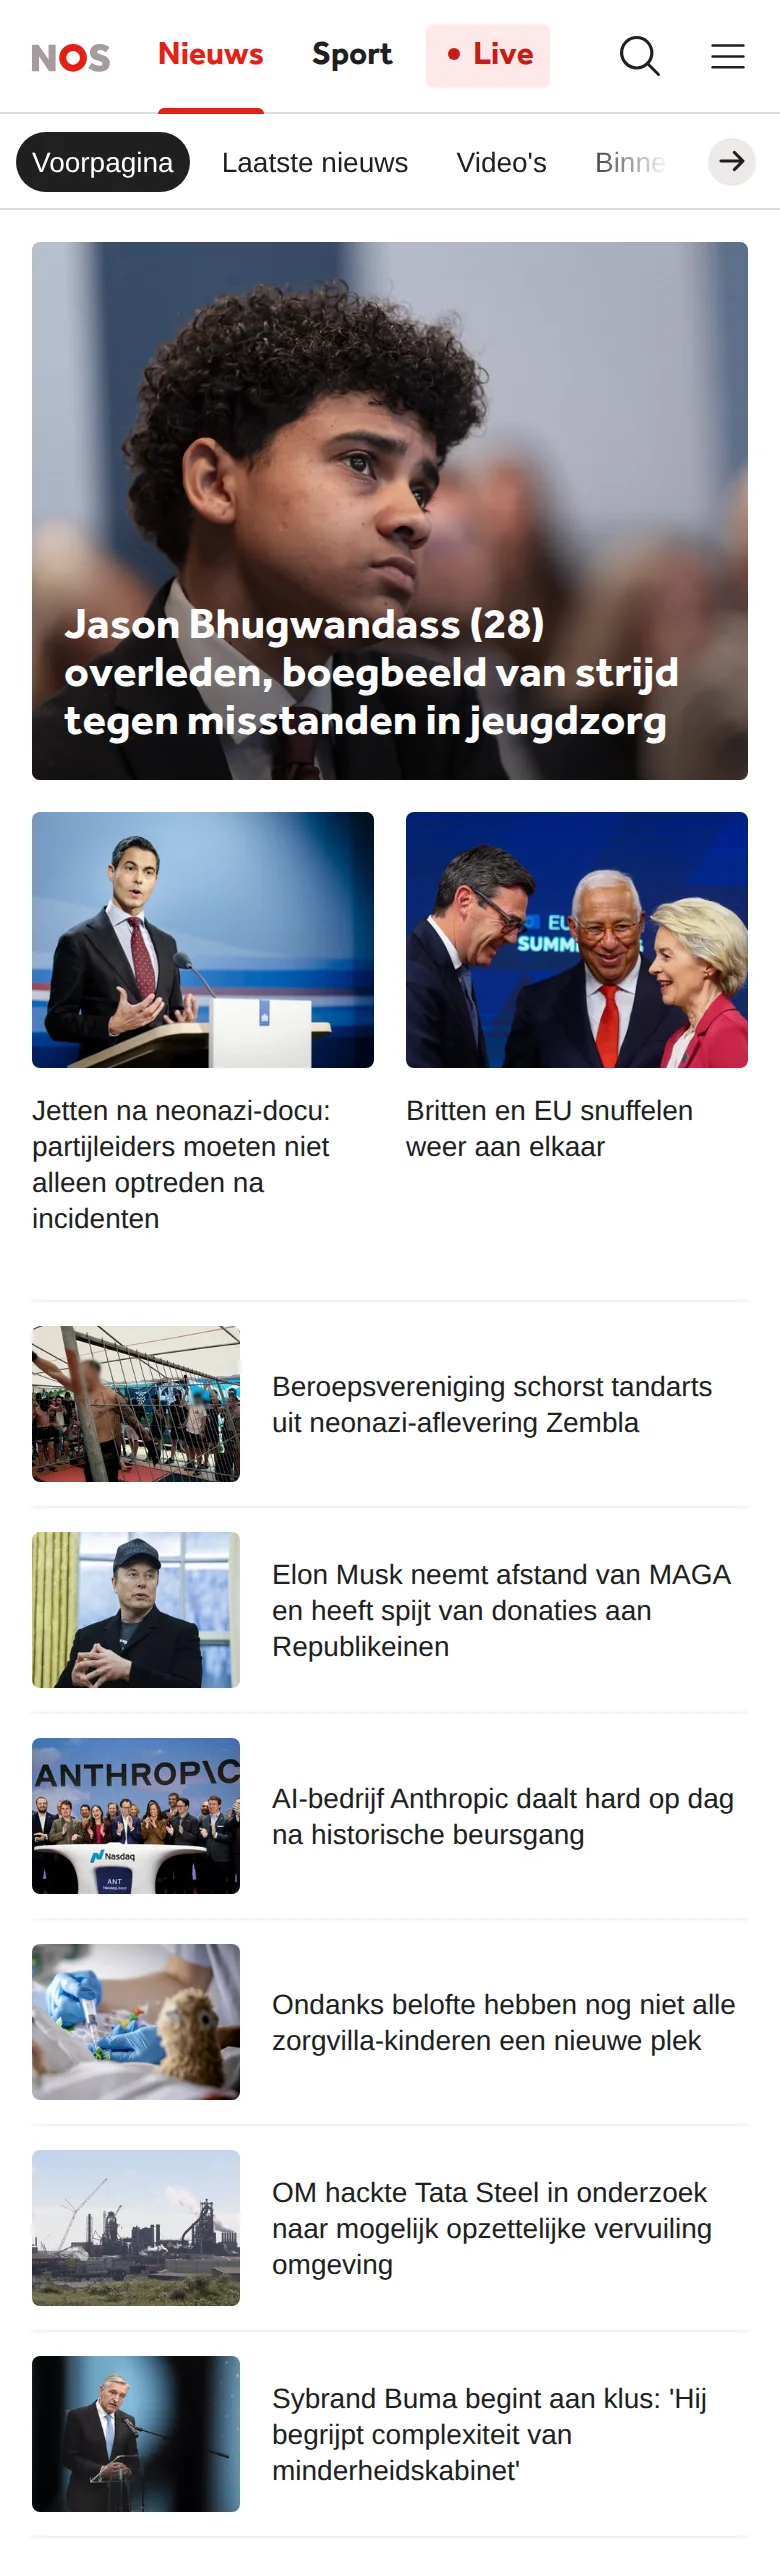 NOS Nieuws Sport Live
Voorpagina Laatste nieuws Video's Binne
Jason Bhugwandass (28)
overleden, boegbeeld van strijd
tegen misstanden in jeugdzorg
EU
SUMM
Jetten na neonazi-docu:
partijleiders moeten niet
alleen optreden na
incidenten
Britten en EU snuffelen
weer aan elkaar
Beroepsvereniging schorst tandarts
uit neonazi-aflevering Zembla
Elon Musk neemt afstand van MAGA
en heeft spijt van donaties aan
Republikeinen
ANTHROP\C
Nasdaq
ANT
AI-bedrijf Anthropic daalt hard op dag
na historische beursgang
Ondanks belofte hebben nog niet alle
zorgvilla-kinderen een nieuwe plek
OM hackte Tata Steel in onderzoek
naar mogelijk opzettelijke vervuiling
omgeving
Sybrand Buma begint aan klus: 'Hij
begrijpt complexiteit van
minderheidskabinet'